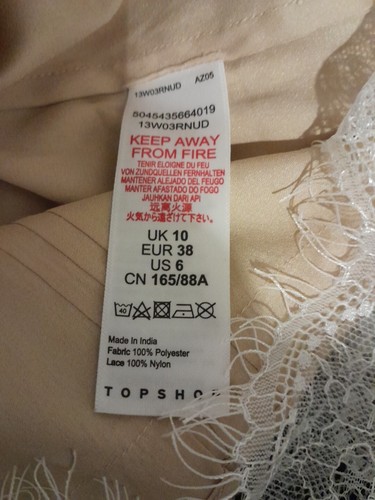 13W03RNUD AZ05
5045435664019
13W03RNUD
KEEP AWAY
FROM FIRE
TENIR ELOIGNE DU FEU
VON ZUNDQUELLEN FERNHALTEN
MANTENER ALEJADO DEL FEUGO
MANTER AFASTADO DO FOGO
JAUHKAN DARI API
远离火源
火気から遠ざけて下さい。
UK 10
EUR 38
US 6
CN 165/88A
40
Made In India
Fabric 100% Polyester
Lace 100% Nylon
TOPSHOP